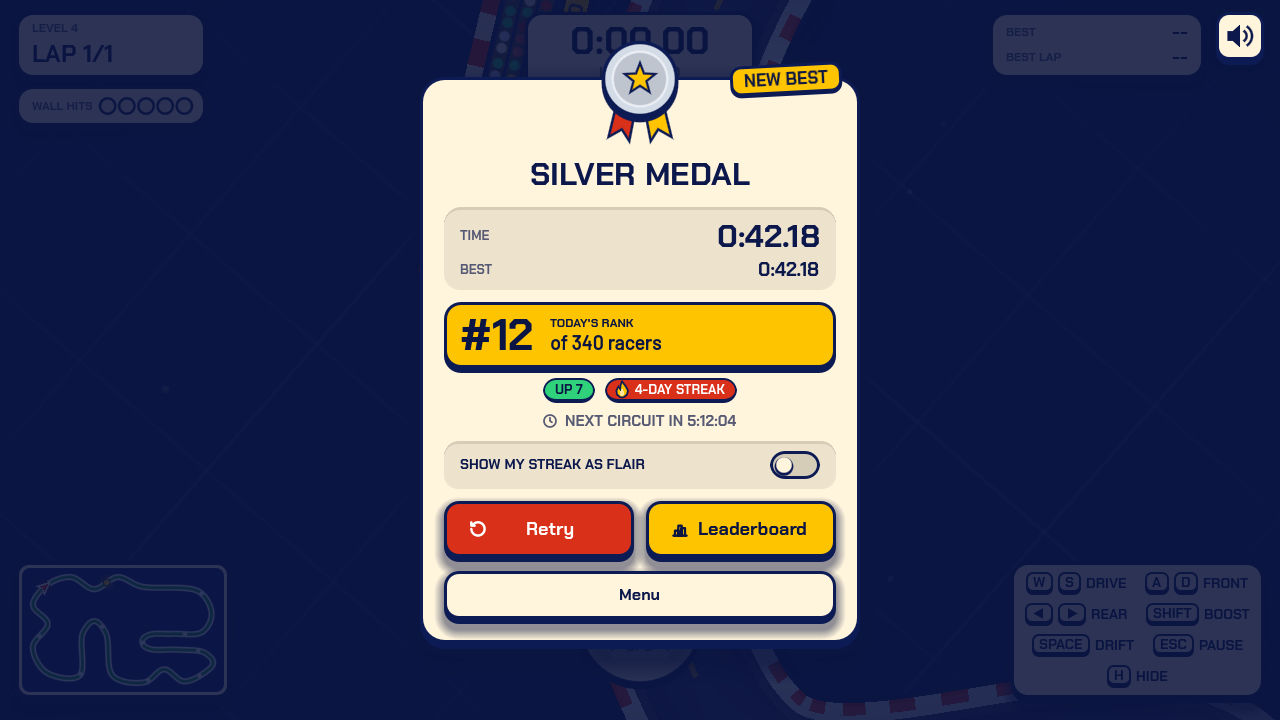 LEVEL 4
LAP 1/1
WALL HITS
BEST --
BEST LAP --
NEW BEST
SILVER MEDAL
TIME 0:42.18
BEST 0:42.18
#12 TODAY'S RANK
of 340 racers
UP 7 4-DAY STREAK
NEXT CIRCUIT IN 5:12:04
SHOW MY STREAK AS FLAIR
Retry Leaderboard
Menu
W S DRIVE A D FRONT
◀ ▶ REAR SHIFT BOOST
SPACE DRIFT ESC PAUSE
H HIDE